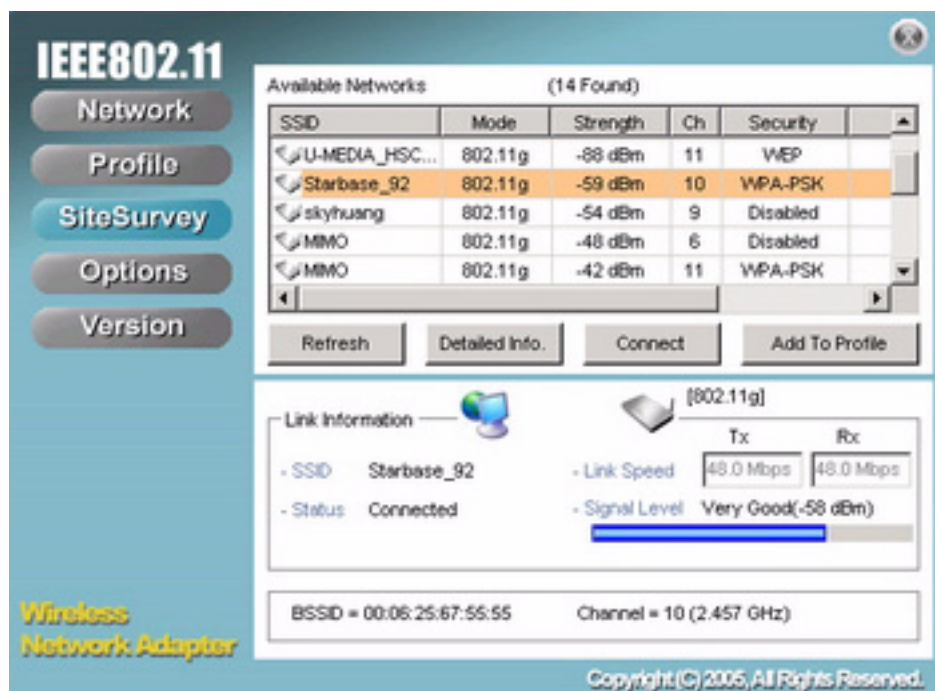 IEEE802.11
Network
Profile
SiteSurvey
Options
Version
Wireless
Network Adapter
Available Networks (14 Found)
SSID Mode Strength Ch Security
U-MEDIA_HSC... 802.11g -88 dBm 11 WEP
Starbase_92 802.11g -59 dBm 10 WPA-PSK
skyhuang 802.11g -54 dBm 9 Disabled
MIMO 802.11g -48 dBm 6 Disabled
MIMO 802.11g -42 dBm 11 WPA-PSK
Refresh Detailed Info. Connect Add To Profile
Link Information [802.11g]
Tx Rx
- SSID Starbase_92 - Link Speed 48.0 Mbps 48.0 Mbps
- Status Connected - Signal Level Very Good(-58 dBm)
BSSID = 00:06:25:67:55:55 Channel = 10 (2.457 GHz)
Copyright (C) 2005, All Rights Reserved.